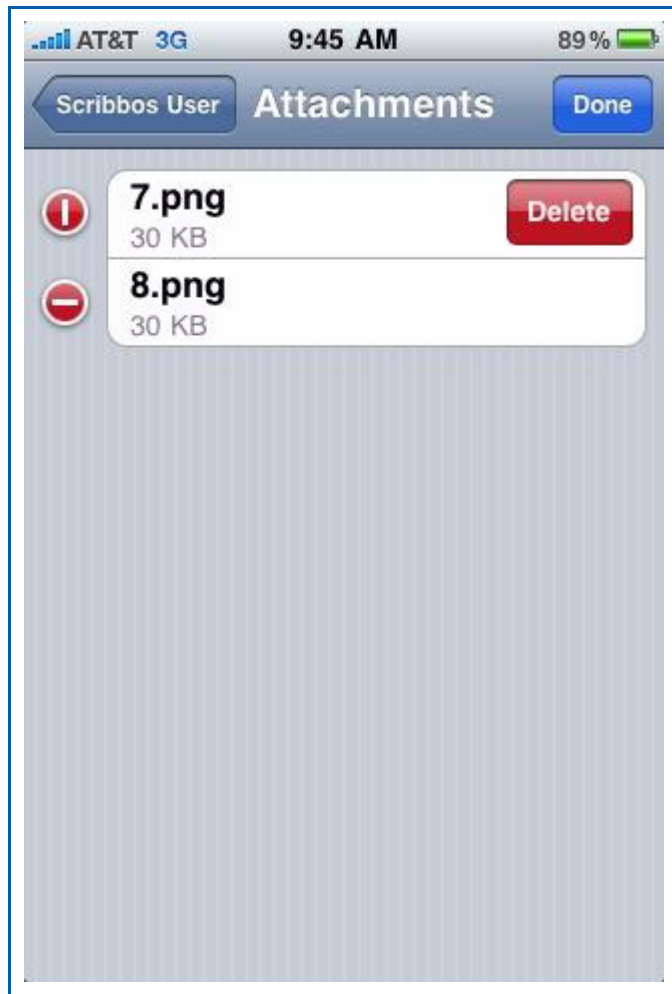 AT&T 3G 9:45 AM 89%
Scribbos User Attachments Done
7.png Delete
30 KB
8.png
30 KB